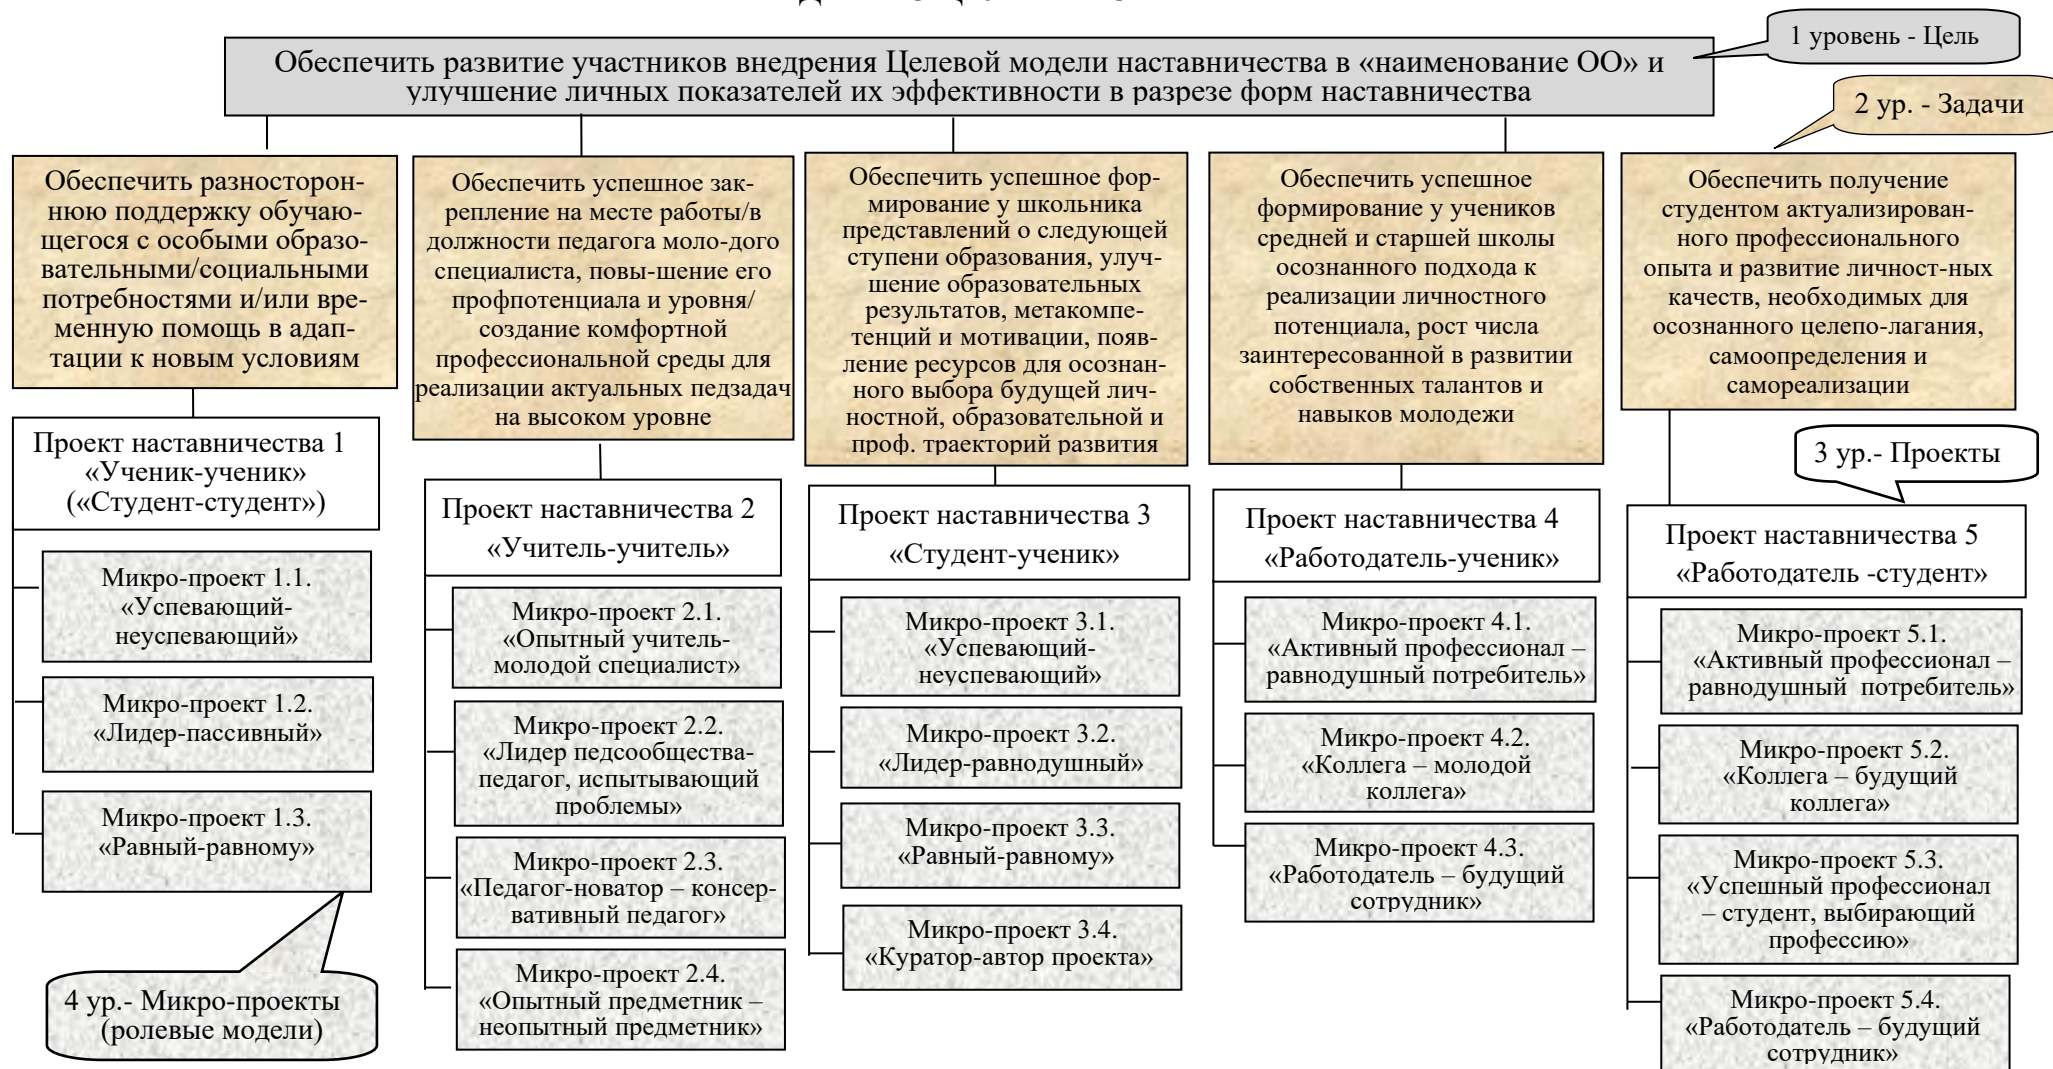 1 уровень - Цель
Обеспечить развитие участников внедрения Целевой модели наставничества в «наименование ОО» и
улучшение личных показателей их эффективности в разрезе форм наставничества
2 ур. - Задачи
Обеспечить разносторон-
нюю поддержку обучаю-
щегося с особыми образо-
вательными/социальными
потребностями и/или вре-
менную помощь в адап-
тации к новым условиям
Обеспечить успешное зак-
репление на месте работы/в
должности педагога моло-дого
специалиста, повы-шение его
профпотенциала и уровня/
создание комфортной
профессиональной среды для
реализации актуальных педзадач
на высоком уровне
Обеспечить успешное фор-
мирование у школьника
представлений о следующей
ступени образования, улуч-
шение образовательных
результатов, метакомпе-
тенций и мотивации, появ-
ление ресурсов для осознан-
ного выбора будущей лич-
ностной, образовательной и
проф. траекторий развития
Обеспечить успешное
формирование у учеников
средней и старшей школы
осознанного подхода к
реализации личностного
потенциала, рост числа
заинтересованной в развитии
собственных талантов и
навыков молодежи
Обеспечить получение
студентом актуализирован-
ного профессионального
опыта и развитие личност-ных
качеств, необходимых для
осознанного целепо-лагания,
самоопределения и
самореализации
3 ур.- Проекты
Проект наставничества 1
«Ученик-ученик»
(«Студент-студент»)
Микро-проект 1.1.
«Успевающий-
неуспевающий»
Микро-проект 1.2.
«Лидер-пассивный»
Микро-проект 1.3.
«Равный-равному»
4 ур.- Микро-проекты
(ролевые модели)
Проект наставничества 2
«Учитель-учитель»
Микро-проект 2.1.
«Опытный учитель-
молодой специалист»
Микро-проект 2.2.
«Лидер педсообщества-
педагог, испытывающий
проблемы»
Микро-проект 2.3.
«Педагог-новатор – консер-
вативный педагог»
Микро-проект 2.4.
«Опытный предметник –
неопытный предметник»
Проект наставничества 3
«Студент-ученик»
Микро-проект 3.1.
«Успевающий-
неуспевающий»
Микро-проект 3.2.
«Лидер-равнодушный»
Микро-проект 3.3.
«Равный-равному»
Микро-проект 3.4.
«Куратор-автор проекта»
Проект наставничества 4
«Работодатель-ученик»
Микро-проект 4.1.
«Активный профессионал –
равнодушный потребитель»
Микро-проект 4.2.
«Коллега – молодой
коллега»
Микро-проект 4.3.
«Работодатель – будущий
сотрудник»
Проект наставничества 5
«Работодатель -студент»
Микро-проект 5.1.
«Активный профессионал –
равнодушный  потребитель»
Микро-проект 5.2.
«Коллега – будущий
коллега»
Микро-проект 5.3.
«Успешный профессионал
– студент, выбирающий
профессию»
Микро-проект 5.4.
«Работодатель – будущий
сотрудник»